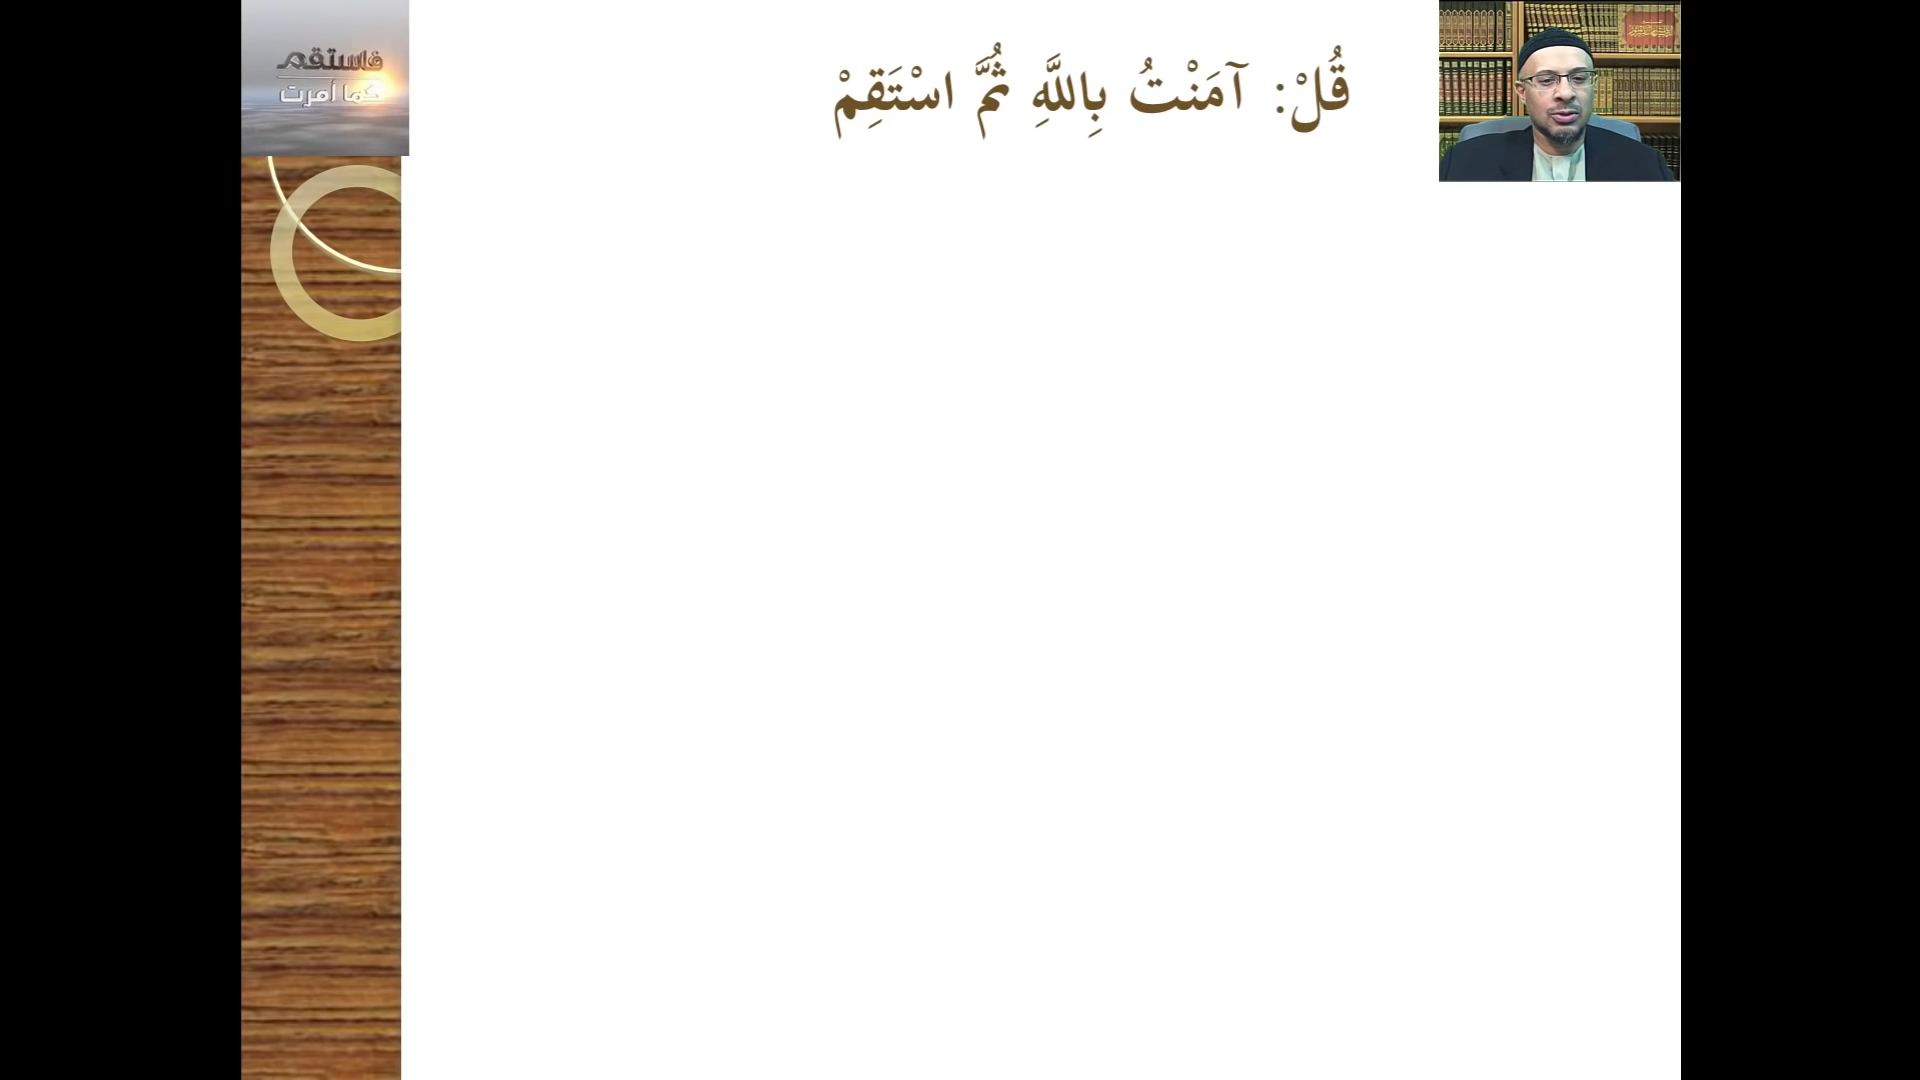 قُلْ: آمَنْتُ بِاللَّهِ ثُمَّ اسْتَقِمْ
فاستقم
كما أمرت